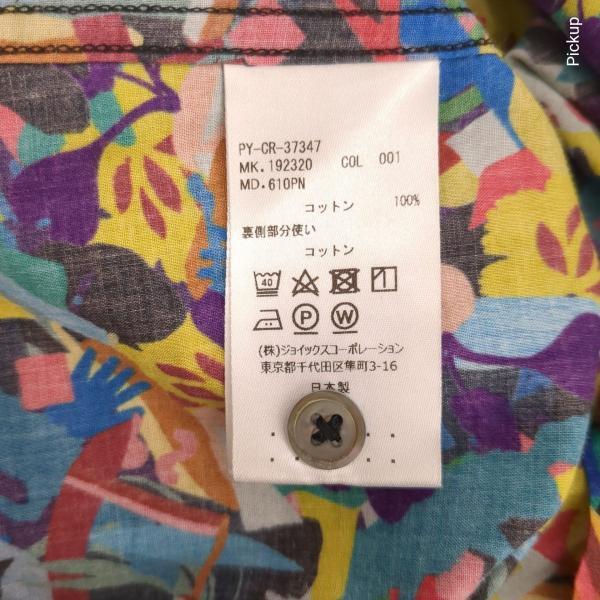 Pickup
PY-CR-37347
MK.192320 COL 001
MD.610PN
コットン 100%
裏側部分使い
コットン
40
P W
(株)ジョイックスコーポレーション
東京都千代田区隼町3-16
日本製